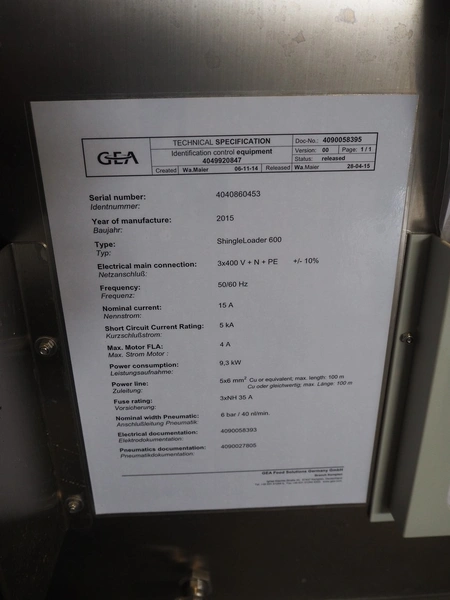 GEA
TECHNICAL SPECIFICATION
Doc-No.: 4090058395
Identification control equipment
Version: 00 Page: 1 / 1
4049920847
Status: released
Created Wa.Maier 06-11-14 Released Wa.Maier 28-04-15
Serial number: 4040860453
Identnummer:
Year of manufacture: 2015
Baujahr:
Type: ShingleLoader 600
Typ:
Electrical main connection: 3x400 V + N + PE +/- 10%
Netzanschluß:
Frequency: 50/60 Hz
Frequenz:
Nominal current: 15 A
Nennstrom:
Short Circuit Current Rating: 5 kA
Kurzschlußstrom:
Max. Motor FLA: 4 A
Max. Strom Motor :
Power consumption: 9,3 kW
Leistungsaufnahme:
Power line: 5x6 mm² Cu or equivalent; max. length: 100 m
Zuleitung: Cu oder gleichwertig; max. Länge: 100 m
Fuse rating: 3xNH 35 A
Vorsicherung:
Nominal width Pneumatic: 6 bar / 40 nl/min.
Anschlußleitung Pneumatik:
Electrical documentation: 4090058393
Elektrodokumentation:
Pneumatics documentation: 4090027605
Pneumatikdokumentation:
GEA Food Solutions Germany GmbH